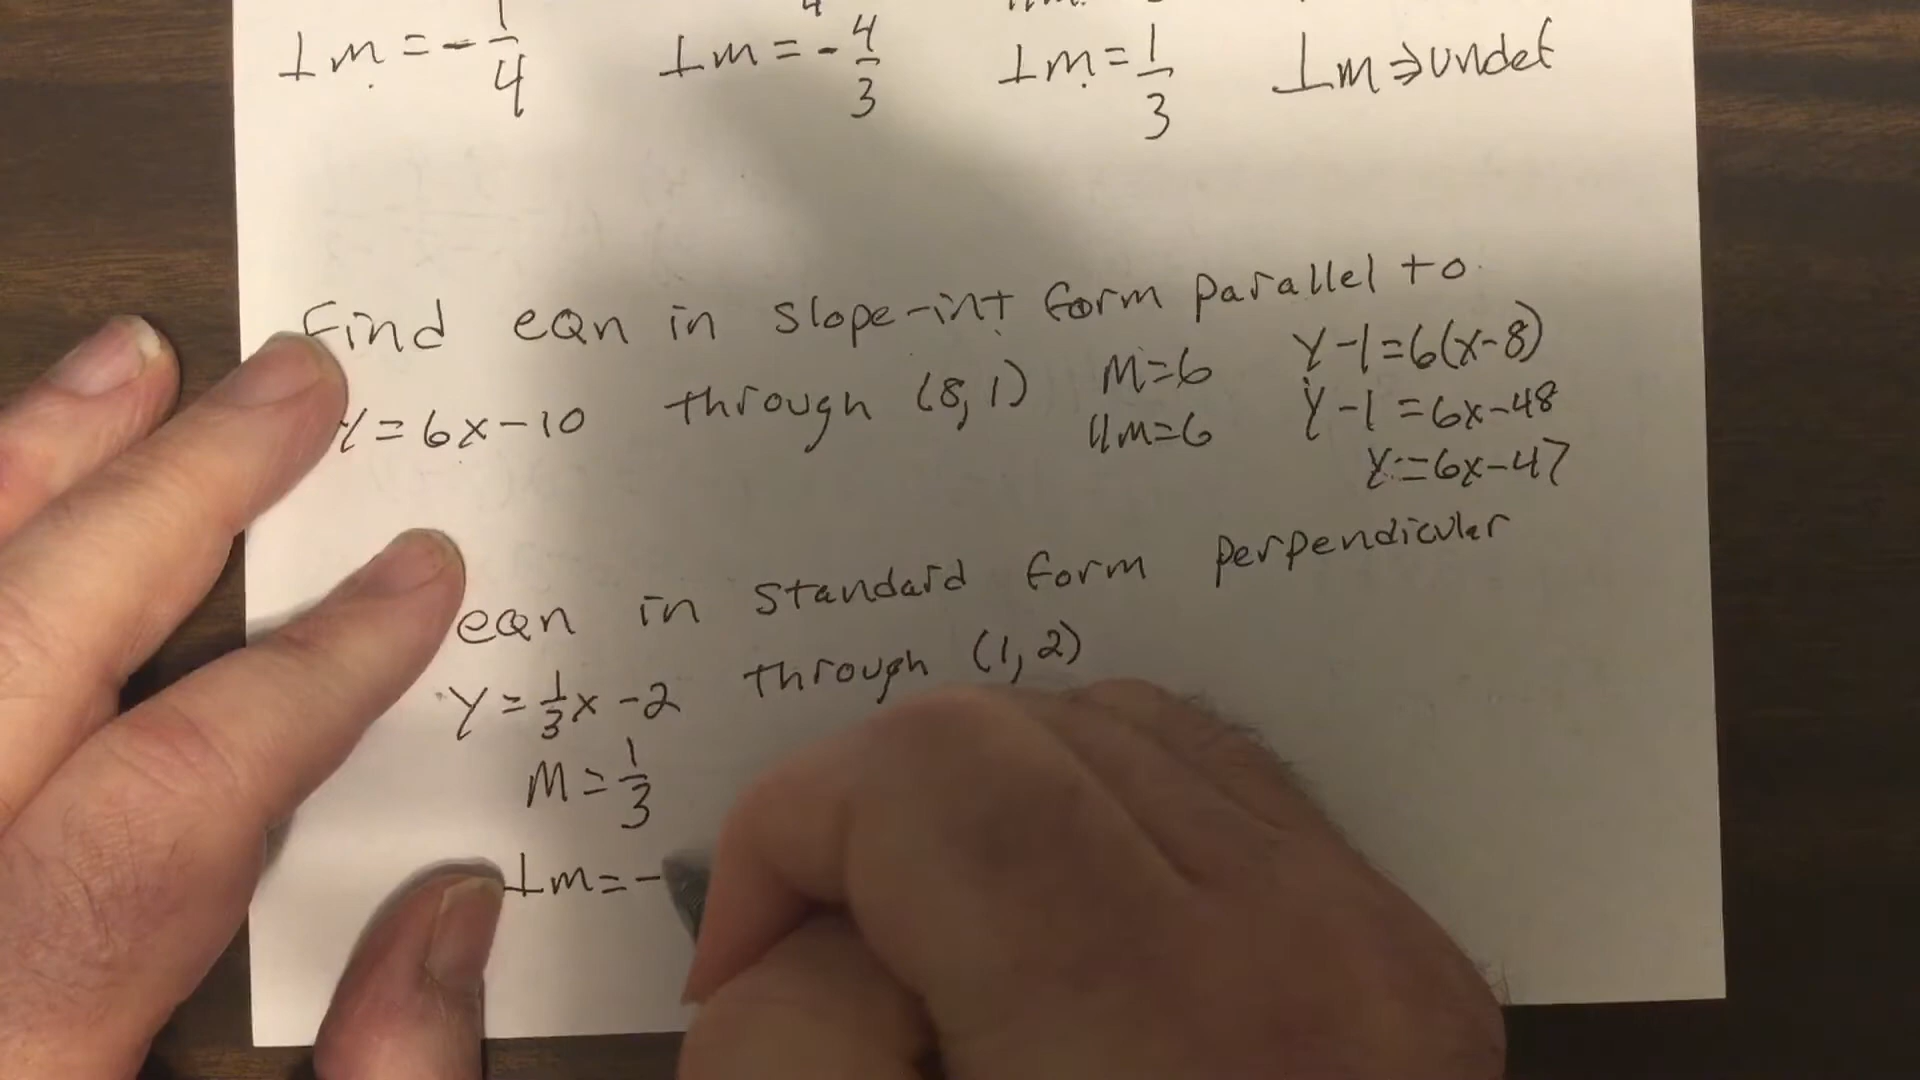 ⊥m = -1/4 ⊥m = -4/3 ⊥m = 1/3 ⊥m ⇒ undef
Find eqn in slope-int form parallel to
y = 6x - 10 through (8, 1)
m = 6
∥m = 6
y - 1 = 6(x - 8)
y - 1 = 6x - 48
y = 6x - 47
eqn in standard form perpendicular
y = 1/3x - 2 through (1, 2)
m = 1/3
⊥m = -